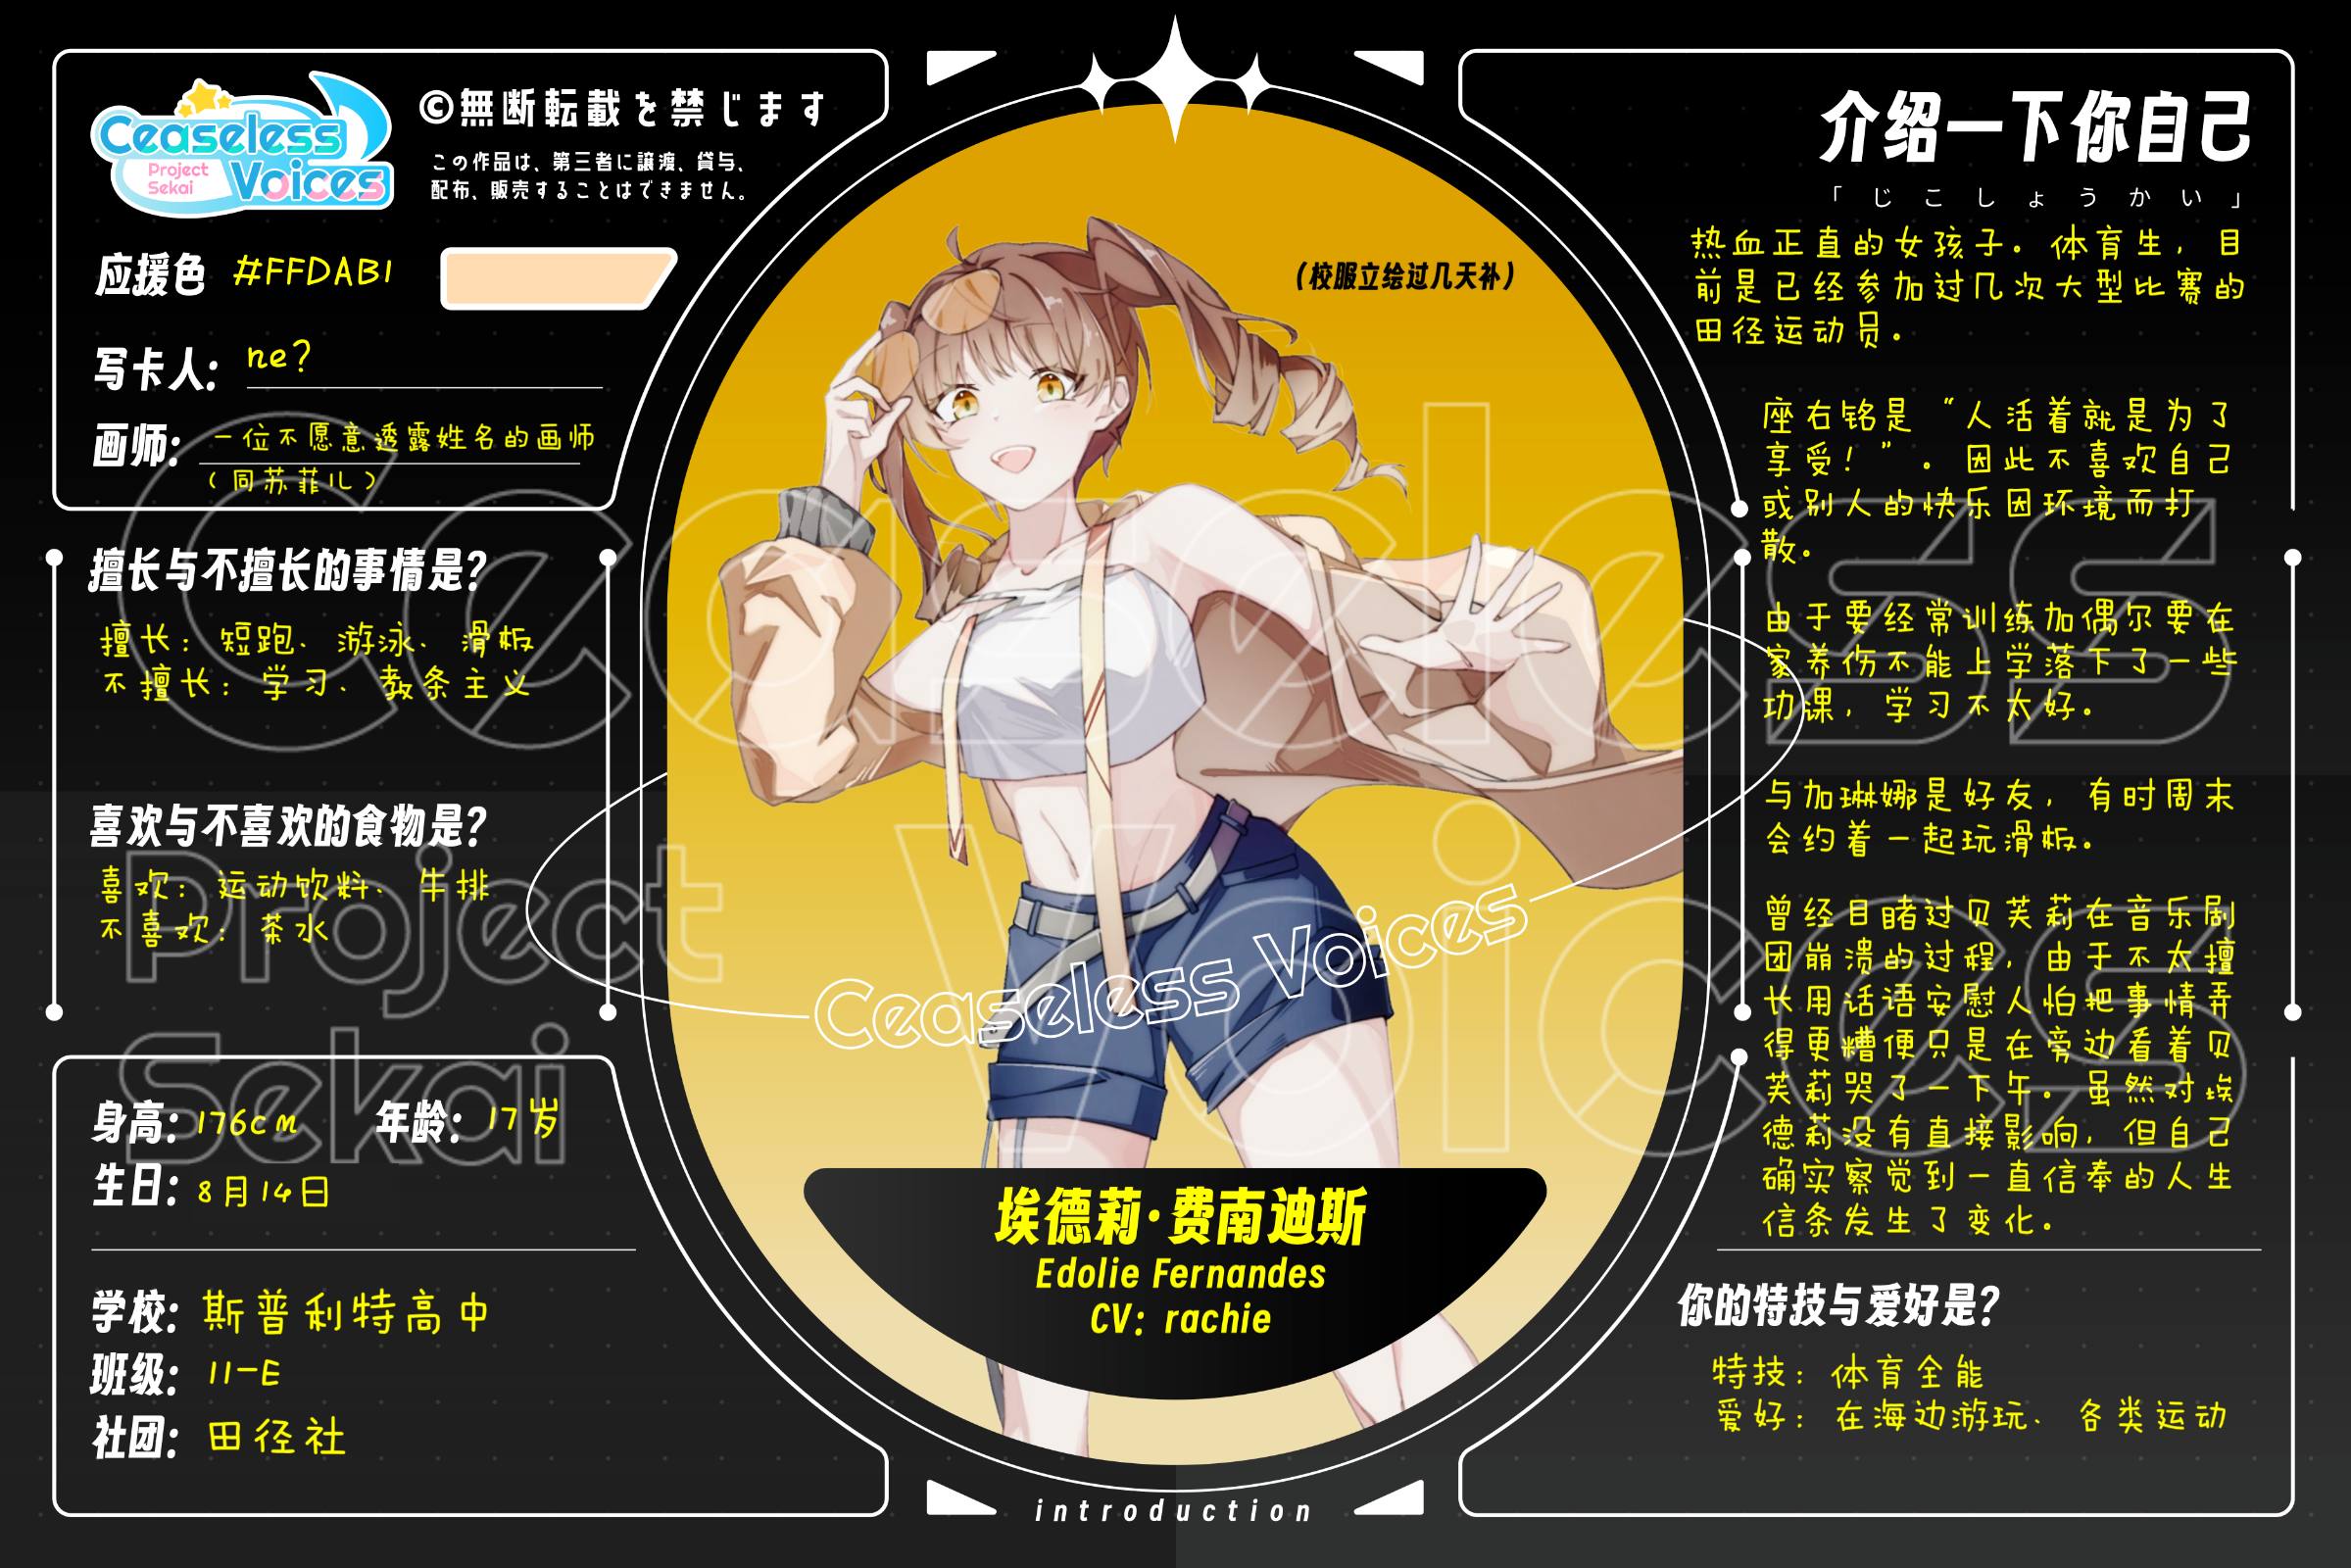 Ceaseless
Project
Sekai
Voices
©無断転載を禁じます
この作品は、第三者に譲渡、貸与、
配布、販売することはできません。
应援色 #FFDAB1
写卡人: ne?
画师: 一位不愿意透露姓名的画师
(同苏菲儿)
擅长与不擅长的事情是?
擅长: 短跑、游泳、滑板
不擅长: 学习、教条主义
喜欢与不喜欢的食物是?
喜欢: 运动饮料、牛排
不喜欢: 茶水
身高: 176cm 年龄: 17岁
生日: 8月14日
学校: 斯普利特高中
班级: 11-E
社团: 田径社
(校服立绘过几天补)
Ceaseless Voices
Ceaseless
Project Voices
Sekai
埃德莉·费南迪斯
Edolie Fernandes
CV: rachie
introduction
介绍一下你自己
「じこしょうかい」
热血正直的女孩子。体育生,目
前是已经参加过几次大型比赛的
田径运动员。
座右铭是“人活着就是为了
享受!”。因此不喜欢自己
或别人的快乐因环境而打
散。
由于要经常训练加偶尔要在
家养伤不能上学落下了一些
功课,学习不太好。
与加琳娜是好友,有时周末
会约着一起玩滑板。
曾经目睹过贝芙莉在音乐剧
团崩溃的过程,由于不太擅
长用话语安慰人怕把事情弄
得更糟便只是在旁边看着贝
芙莉哭了一下午。虽然对埃
德莉没有直接影响,但自己
确实察觉到一直信奉的人生
信条发生了变化。
你的特技与爱好是?
特技: 体育全能
爱好: 在海边游玩、各类运动